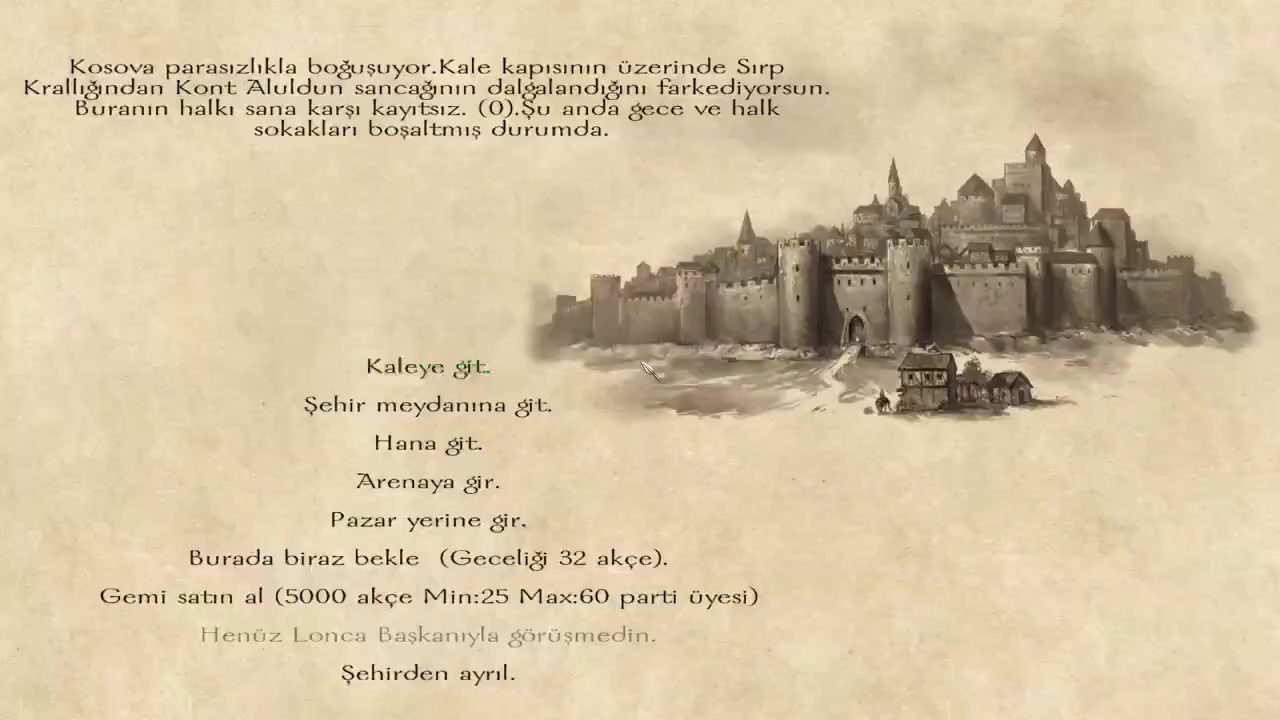 Kosova parasızlıkla boğuşuyor.Kale kapısının üzerinde Sırp
Krallığından Kont Aluldun sancağının dalgalandığını farkediyorsun.
Buranın halkı sana karşı kayıtsız. (0).Şu anda gece ve halk
sokakları boşaltmış durumda.
Kaleye git.
Şehir meydanına git.
Hana git.
Arenaya gir.
Pazar yerine gir.
Burada biraz bekle  (Geceliği 32 akçe).
Gemi satın al (5000 akçe Min:25 Max:60 parti üyesi)
Henüz Lonca Başkanıyla görüşmedin.
Şehirden ayrıl.